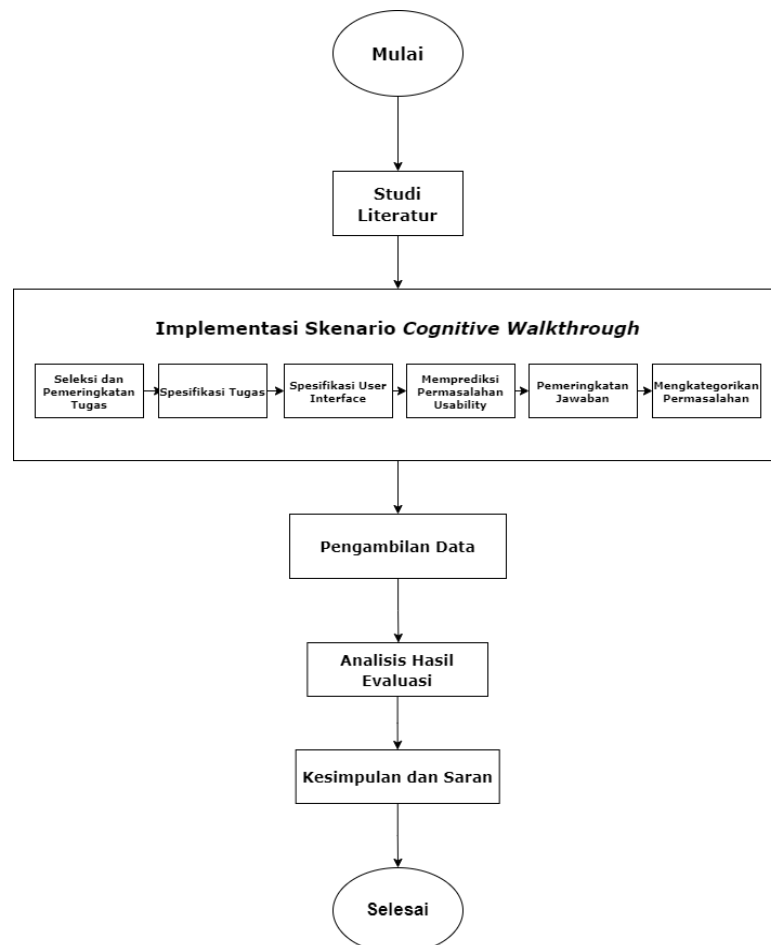 Mulai
Studi
Literatur
Implementasi Skenario Cognitive Walkthrough
Seleksi dan
Pemeringkatan
Tugas
Spesifikasi Tugas
Spesifikasi User
Interface
Memprediksi
Permasalahan
Usability
Pemeringkatan
Jawaban
Mengkategorikan
Permasalahan
Pengambilan Data
Analisis Hasil
Evaluasi
Kesimpulan dan Saran
Selesai